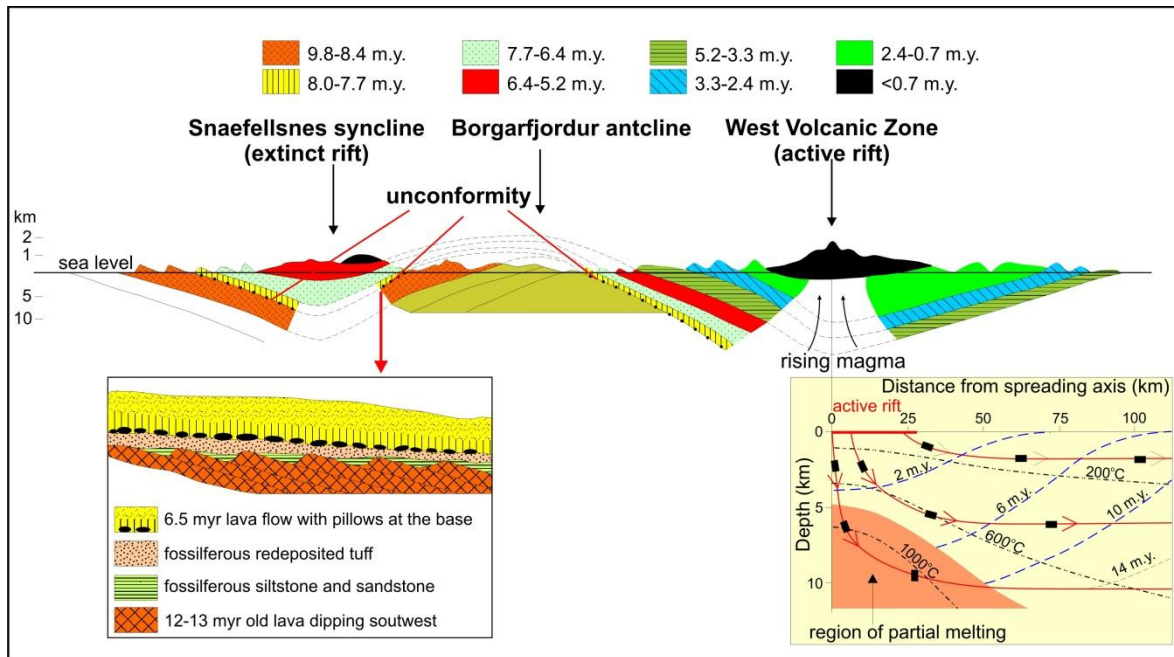 9.8-8.4 m.y.
7.7-6.4 m.y.
5.2-3.3 m.y.
2.4-0.7 m.y.
8.0-7.7 m.y.
6.4-5.2 m.y.
3.3-2.4 m.y.
<0.7 m.y.
Snaefellsnes syncline
(extinct rift)
Borgarfjordur antcline
West Volcanic Zone
(active rift)
unconformity
km
2
1
sea level
5
10
rising magma
6.5 myr lava flow with pillows at the base
fossilferous redeposited tuff
fossilferous siltstone and sandstone
12-13 myr old lava dipping soutwest
Distance from spreading axis (km)
active rift
0 25 50 75 100
0
5
10
Depth (km)
2 m.y.
6 m.y.
10 m.y.
14 m.y.
200°C
600°C
1000°C
region of partial melting